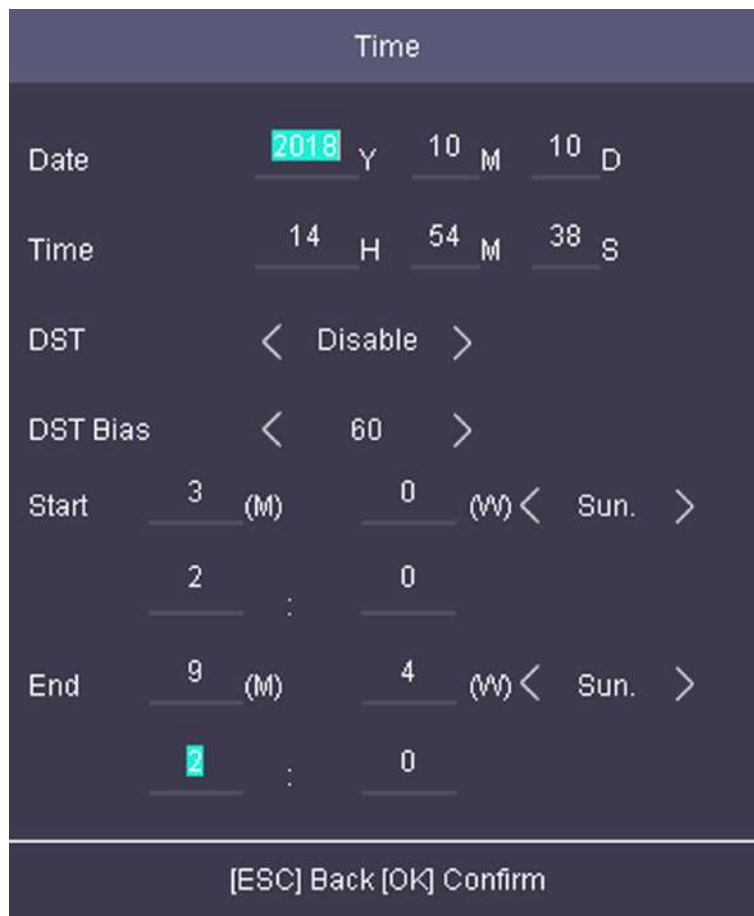 Time
Date 2018 Y 10 M 10 D
Time 14 H 54 M 38 S
DST < Disable >
DST Bias < 60 >
Start 3 (M) 0 (W) < Sun. >
2 : 0
End 9 (M) 4 (W) < Sun. >
2 : 0
[ESC] Back [OK] Confirm